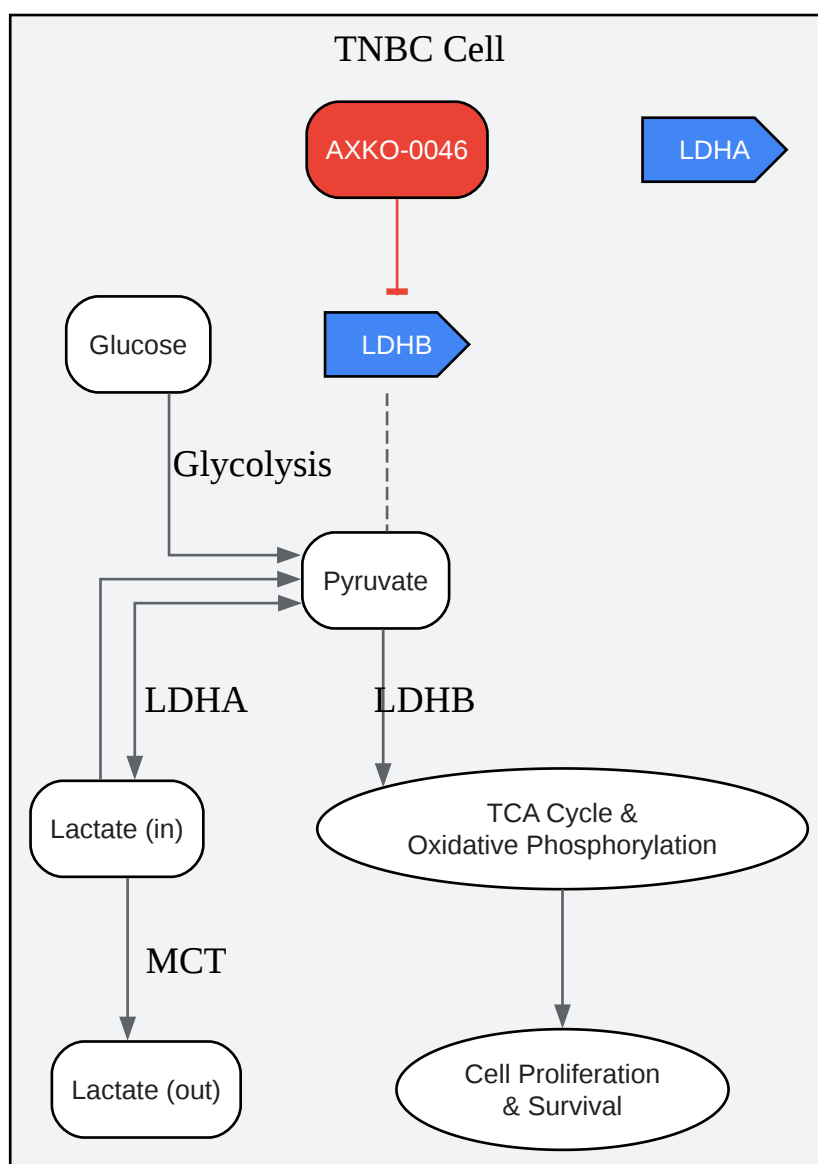 TNBC Cell
AXKO-0046
LDHA
Glucose
LDHB
Glycolysis
Pyruvate
LDHA
LDHB
Lactate (in)
TCA Cycle &
Oxidative Phosphorylation
MCT
Lactate (out)
Cell Proliferation
& Survival